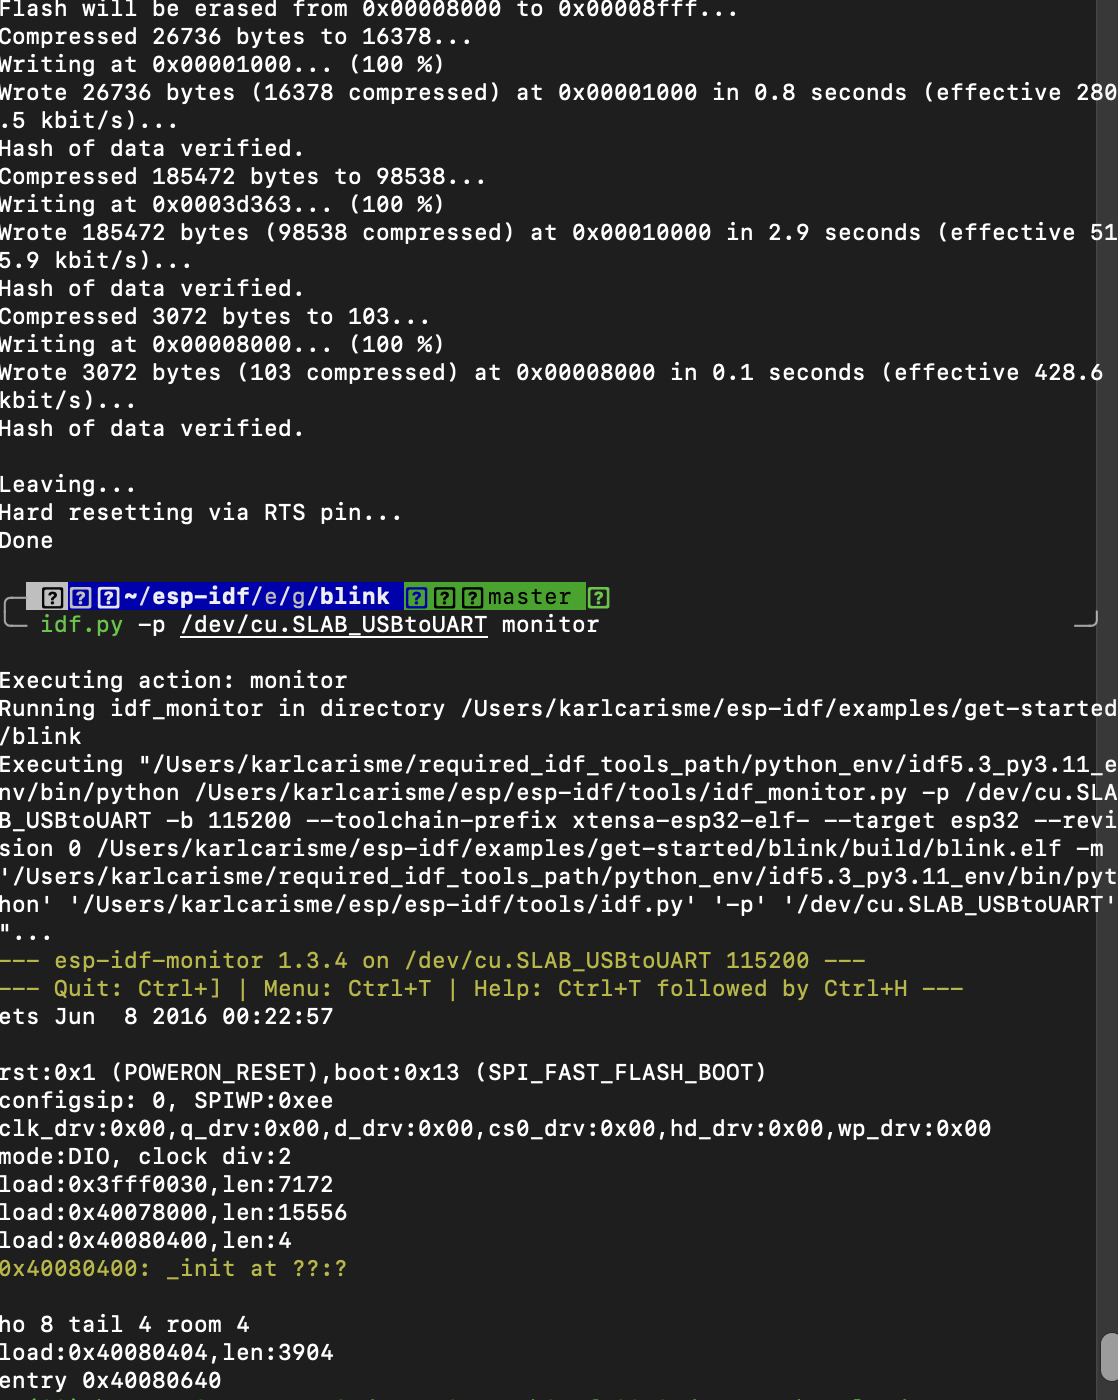 Flash will be erased from 0x00008000 to 0x00008fff...
Compressed 26736 bytes to 16378...
Writing at 0x00001000... (100 %)
Wrote 26736 bytes (16378 compressed) at 0x00001000 in 0.8 seconds (effective 280
.5 kbit/s)...
Hash of data verified.
Compressed 185472 bytes to 98538...
Writing at 0x0003d363... (100 %)
Wrote 185472 bytes (98538 compressed) at 0x00010000 in 2.9 seconds (effective 51
5.9 kbit/s)...
Hash of data verified.
Compressed 3072 bytes to 103...
Writing at 0x00008000... (100 %)
Wrote 3072 bytes (103 compressed) at 0x00008000 in 0.1 seconds (effective 428.6
kbit/s)...
Hash of data verified.
Leaving...
Hard resetting via RTS pin...
Done
? ? ? ~/esp-idf/e/g/blink ? ? ? master ?
idf.py -p /dev/cu.SLAB_USBtoUART monitor
Executing action: monitor
Running idf_monitor in directory /Users/karlcarisme/esp-idf/examples/get-started
/blink
Executing "/Users/karlcarisme/required_idf_tools_path/python_env/idf5.3_py3.11_e
nv/bin/python /Users/karlcarisme/esp/esp-idf/tools/idf_monitor.py -p /dev/cu.SLA
B_USBtoUART -b 115200 --toolchain-prefix xtensa-esp32-elf- --target esp32 --revi
sion 0 /Users/karlcarisme/esp-idf/examples/get-started/blink/build/blink.elf -m
'/Users/karlcarisme/required_idf_tools_path/python_env/idf5.3_py3.11_env/bin/pyt
hon' '/Users/karlcarisme/esp/esp-idf/tools/idf.py' '-p' '/dev/cu.SLAB_USBtoUART'
"...
--- esp-idf-monitor 1.3.4 on /dev/cu.SLAB_USBtoUART 115200 ---
--- Quit: Ctrl+] | Menu: Ctrl+T | Help: Ctrl+T followed by Ctrl+H ---
ets Jun  8 2016 00:22:57
rst:0x1 (POWERON_RESET),boot:0x13 (SPI_FAST_FLASH_BOOT)
configsip: 0, SPIWP:0xee
clk_drv:0x00,q_drv:0x00,d_drv:0x00,cs0_drv:0x00,hd_drv:0x00,wp_drv:0x00
mode:DIO, clock div:2
load:0x3fff0030,len:7172
load:0x40078000,len:15556
load:0x40080400,len:4
0x40080400: _init at ??:?
ho 8 tail 4 room 4
load:0x40080404,len:3904
entry 0x40080640